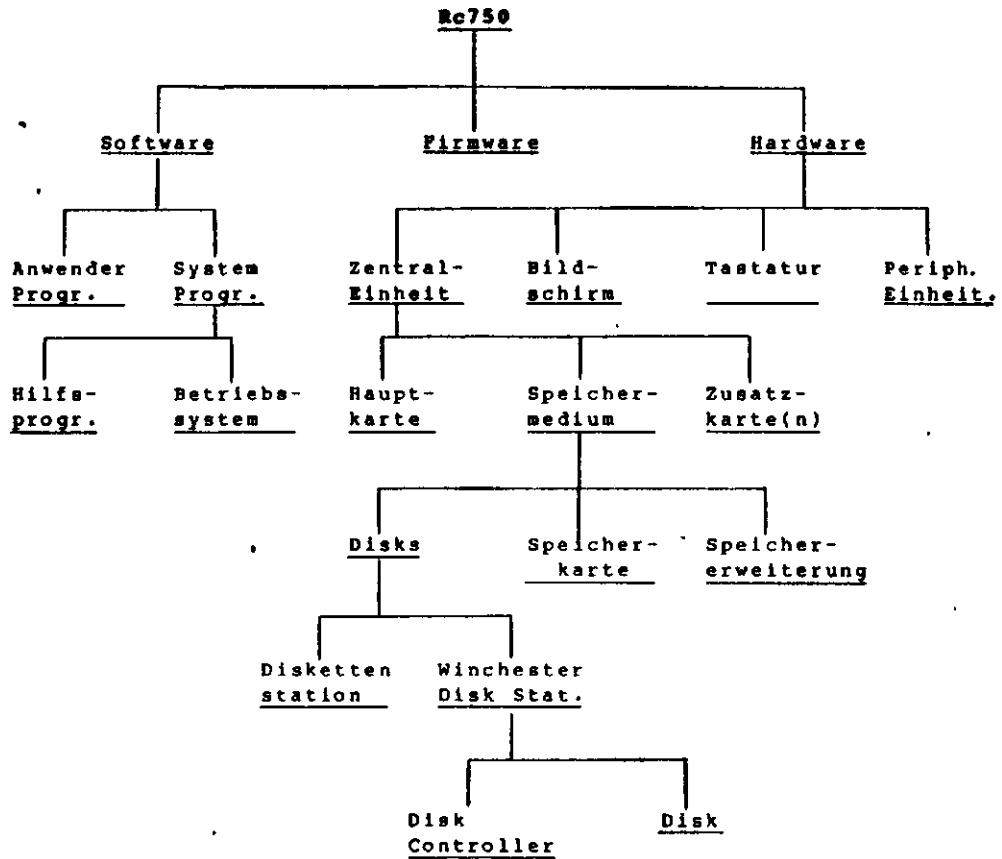 Rc750
Software Firmware Hardware
Anwender System Zentral- Bild- Tastatur Periph.
Progr. Progr. Einheit schirm Einheit.
Hilfs- Betriebs- Haupt- Speicher- Zusatz-
progr. system karte medium karte(n)
Disks Speicher- Speicher-
karte erweiterung
Disketten Winchester
station Disk Stat.
Disk Disk
Controller